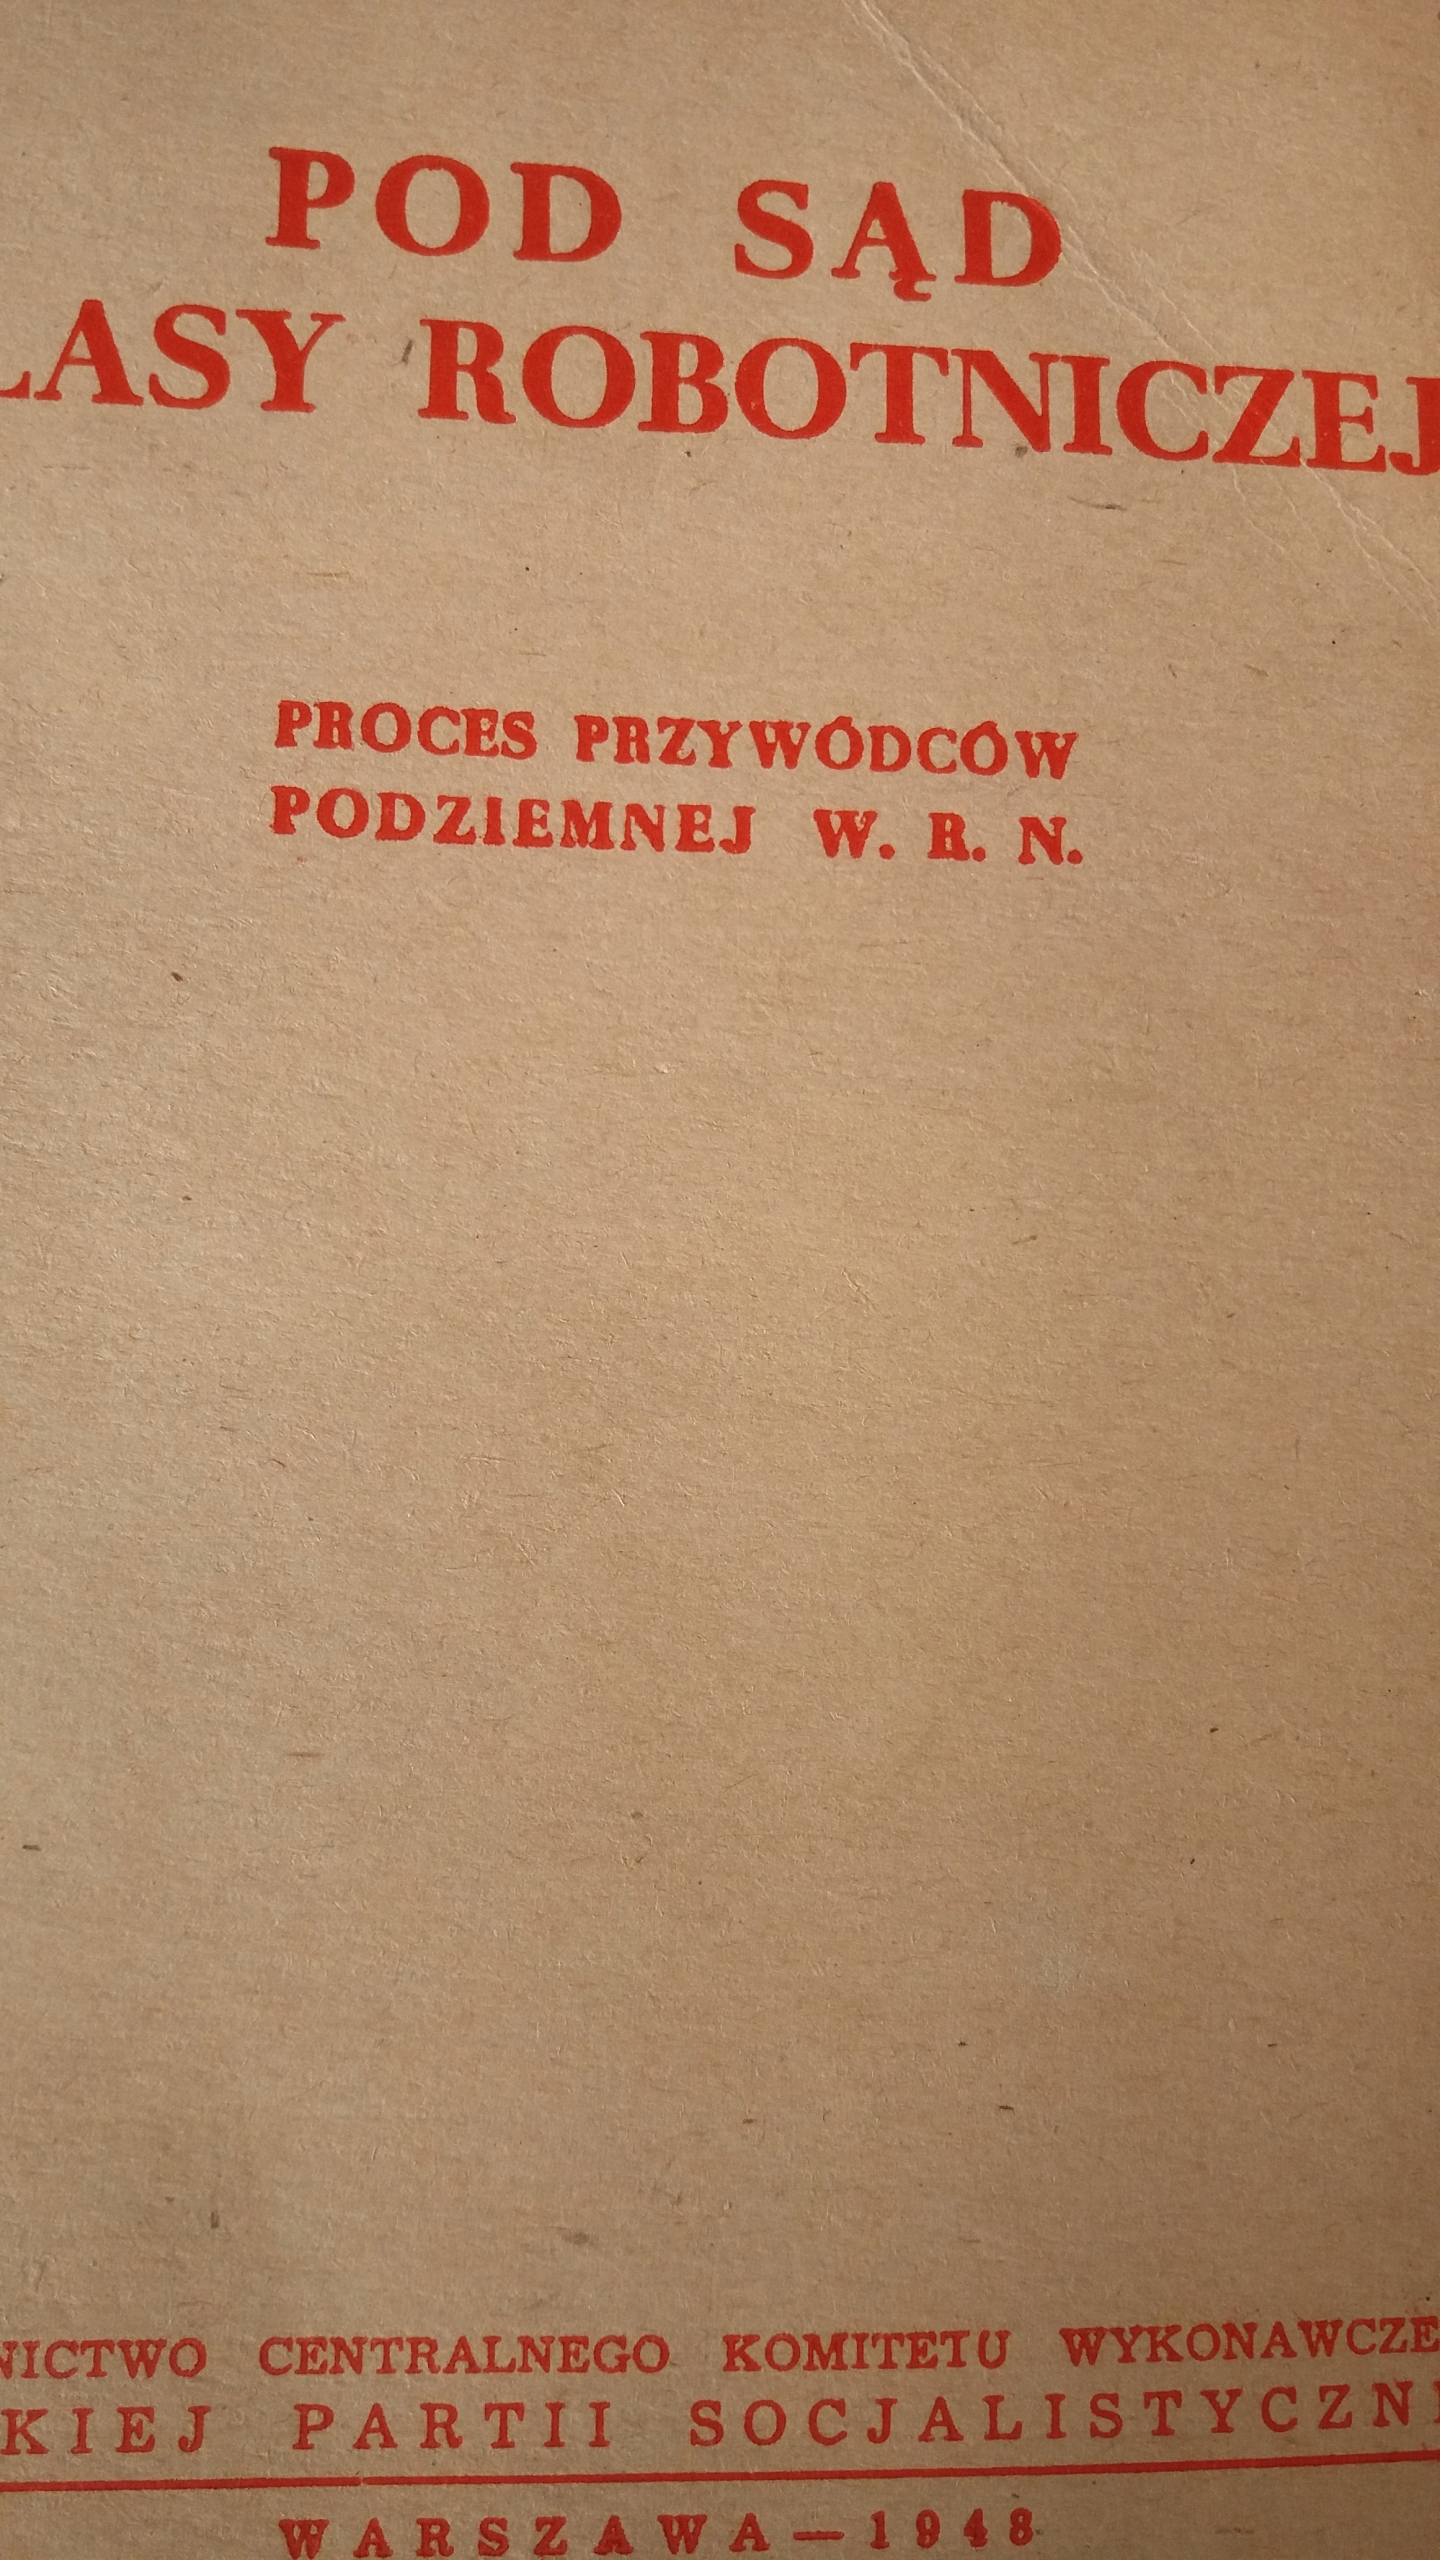 POD SĄD
LASY ROBOTNICZEJ
PROCES PRZYWÓDCÓW
PODZIEMNEJ W. R. N.
NICTWO CENTRALNEGO KOMITETU WYKONAWCZE
KIEJ PARTII SOCJALISTYCZN
WARSZAWA — 1948